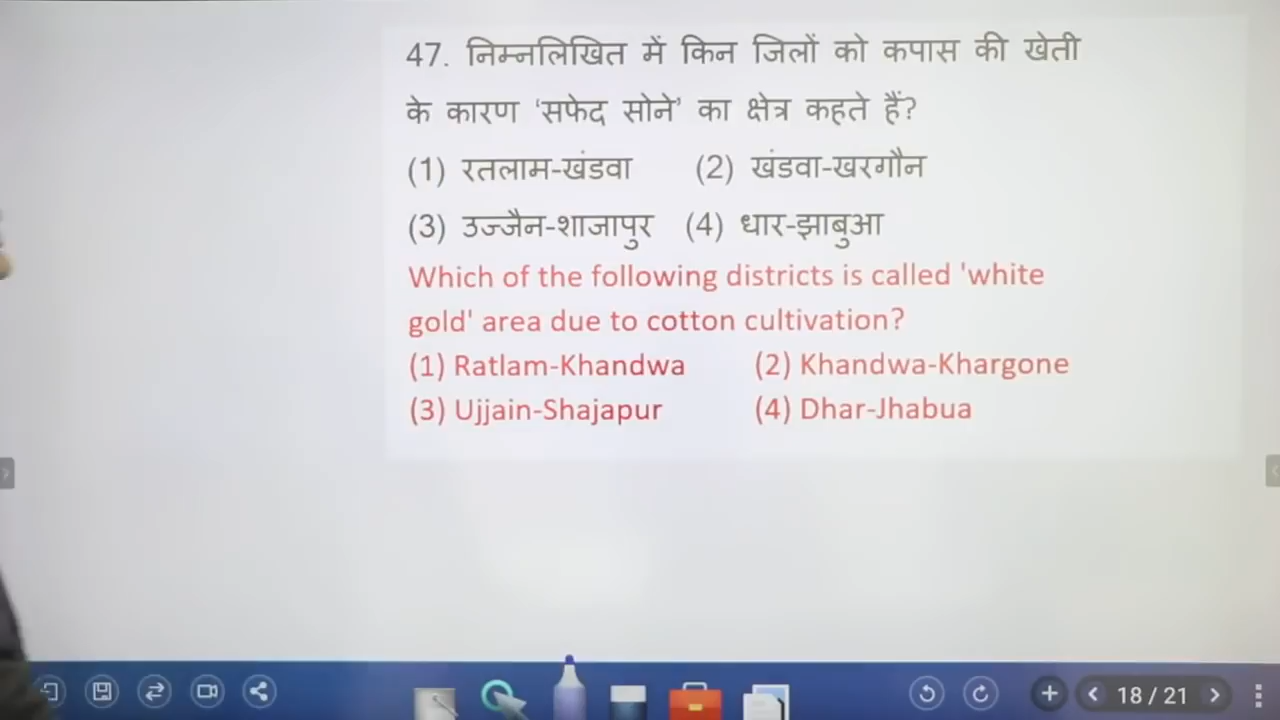 47. निम्नलिखित में किन जिलों को कपास की खेती
के कारण 'सफेद सोने' का क्षेत्र कहते हैं?
(1) रतलाम-खंडवा (2) खंडवा-खरगौन
(3) उज्जैन-शाजापुर (4) धार-झाबुआ
Which of the following districts is called 'white
gold' area due to cotton cultivation?
(1) Ratlam-Khandwa (2) Khandwa-Khargone
(3) Ujjain-Shajapur (4) Dhar-Jhabua
18 / 21